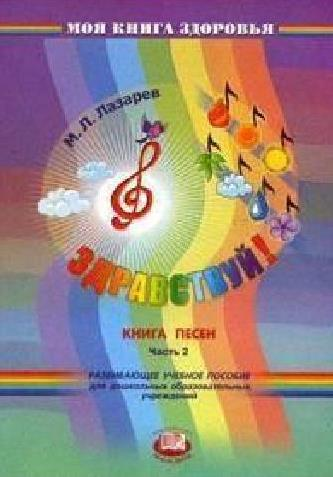 МОЯ КНИГА ЗДОРОВЬЯ
М. Л. Лазарев
ЗДРАВСТВУЙ!
КНИГА ПЕСЕН
Часть 2
РАЗВИВАЮЩЕЕ УЧЕБНОЕ ПОСОБИЕ
для дошкольных образовательных
учреждений